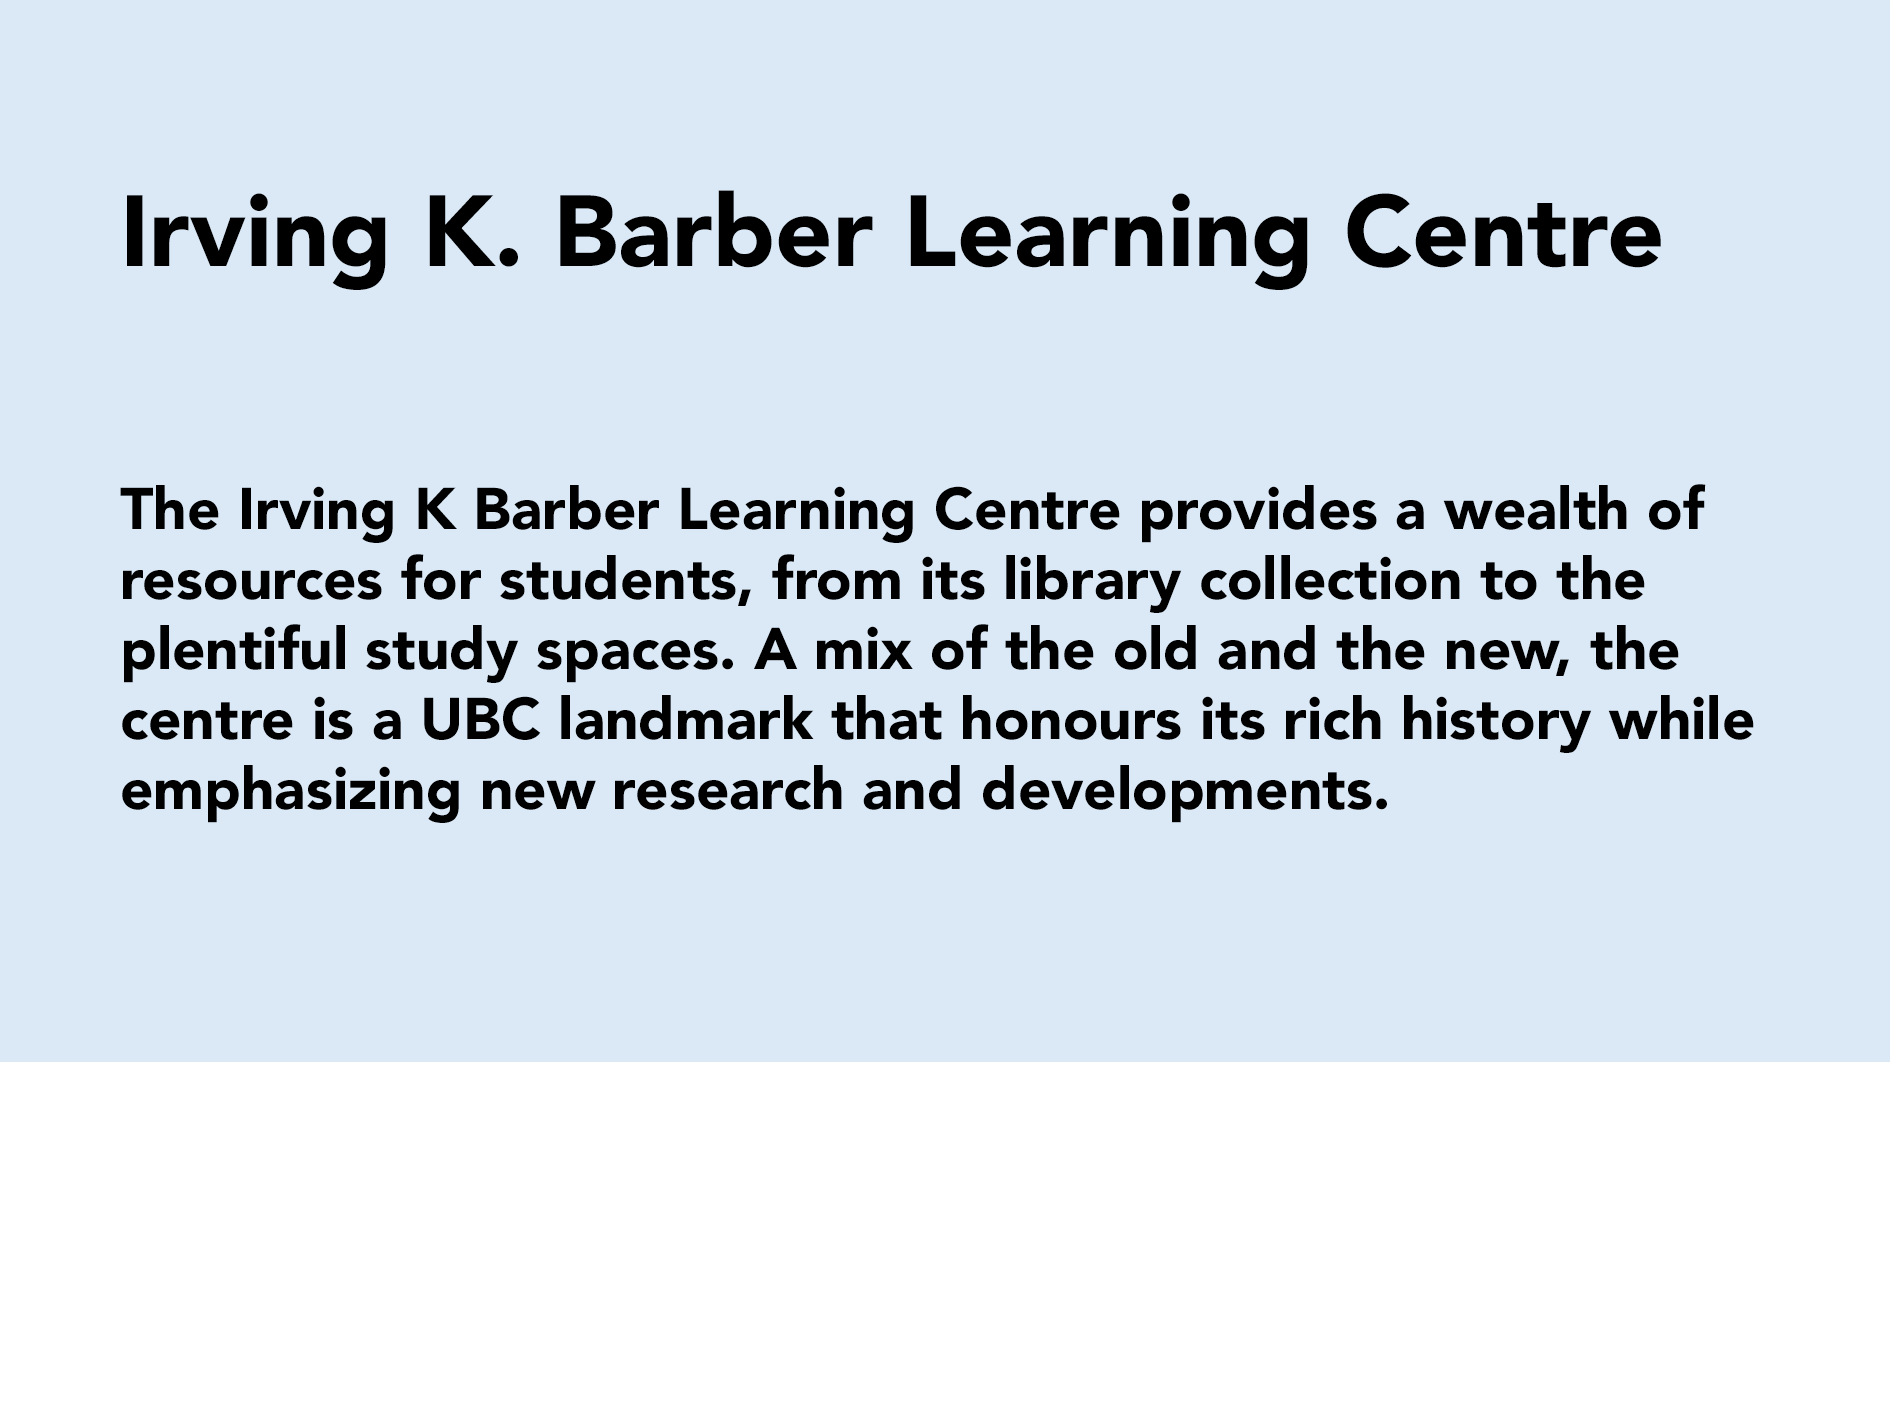 Irving K. Barber Learning Centre
The Irving K Barber Learning Centre provides a wealth of
resources for students, from its library collection to the
plentiful study spaces. A mix of the old and the new, the
centre is a UBC landmark that honours its rich history while
emphasizing new research and developments.